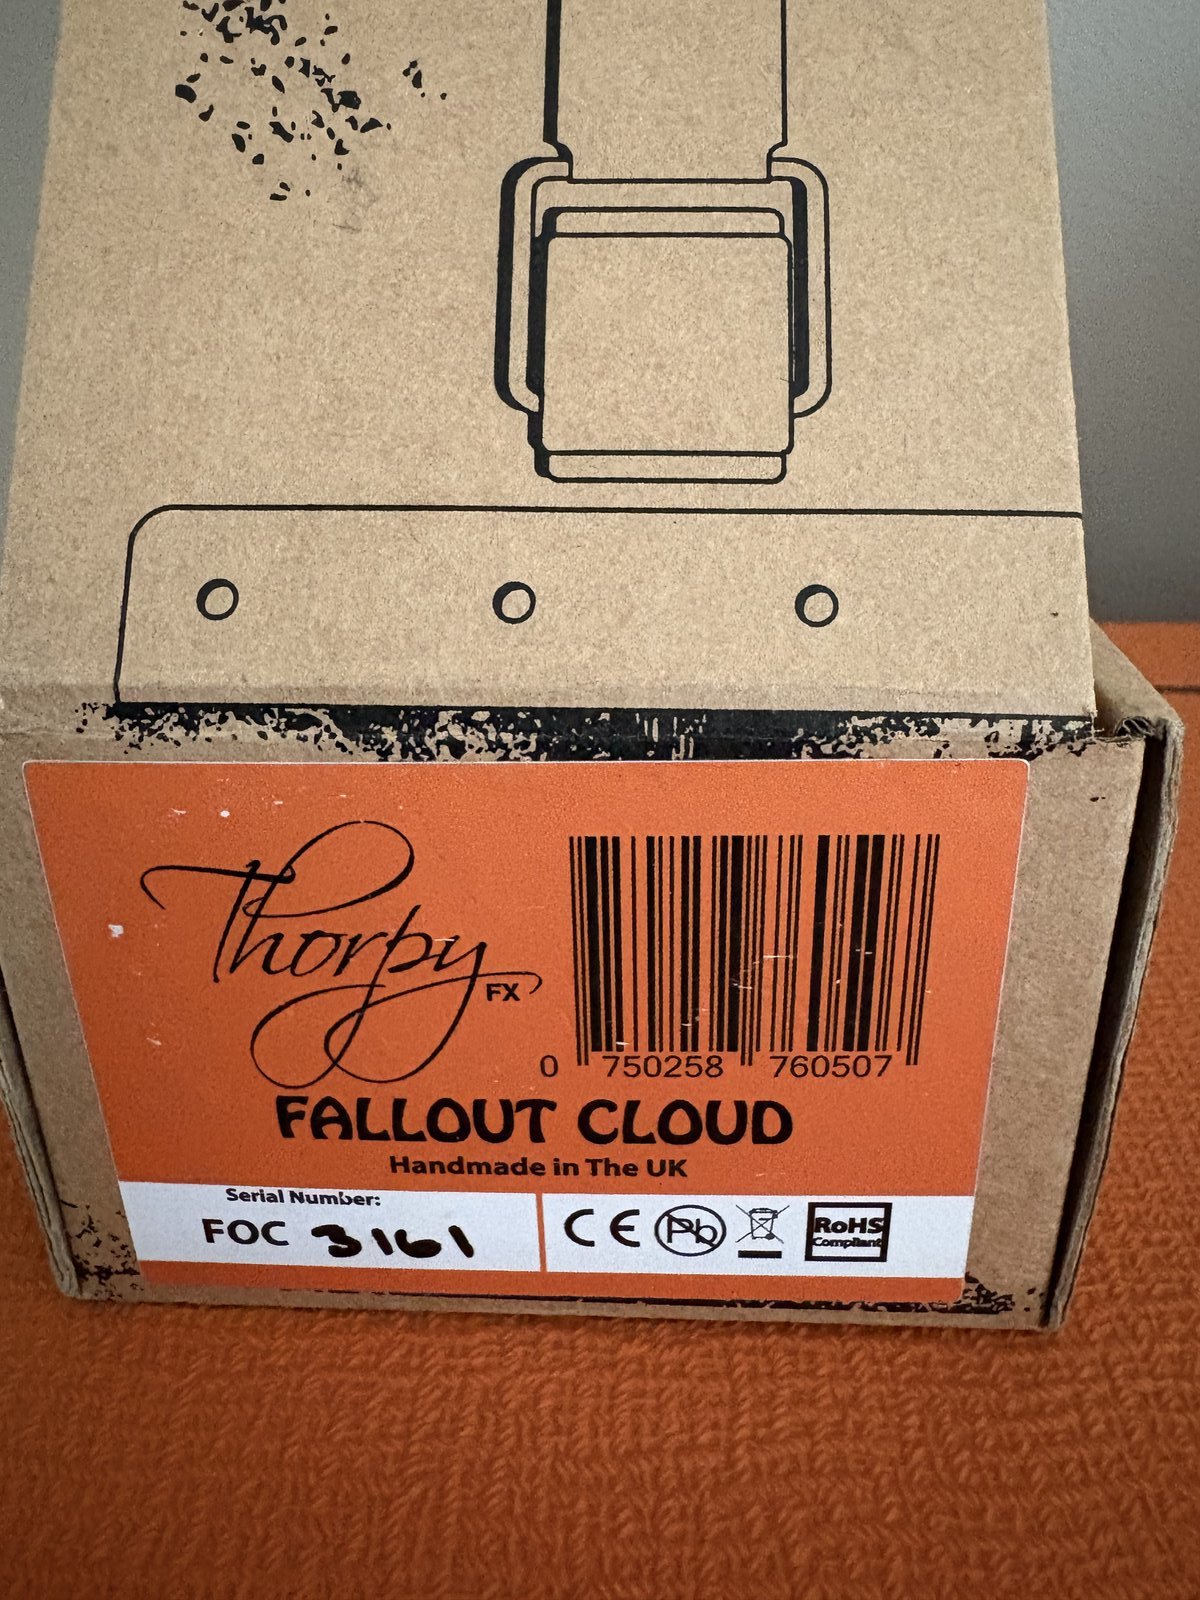 Thorpy
FX
0 750258 760507
FALLOUT CLOUD
Handmade in The UK
Serial Number:
FOC 3161
CE Pb RoHS
Compliant